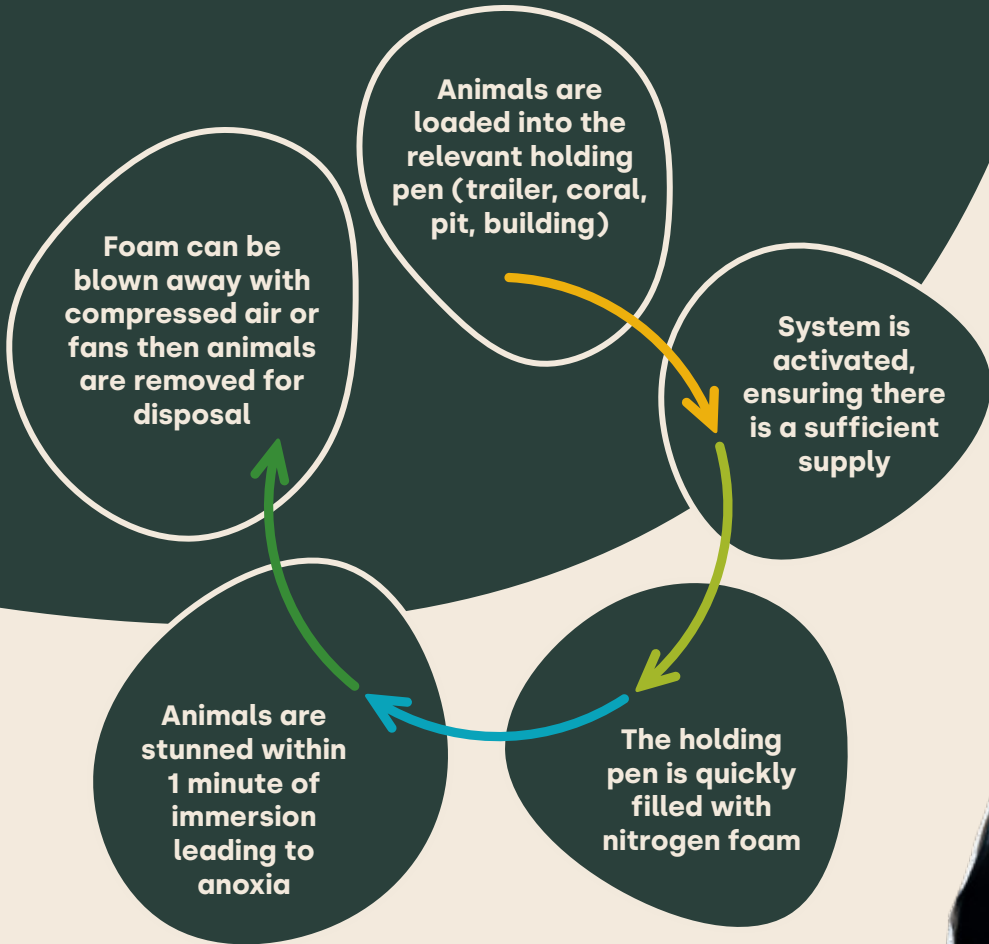 Animals are
loaded into the
relevant holding
pen (trailer, coral,
pit, building)
System is
activated,
ensuring there
is a sufficient
supply
The holding
pen is quickly
filled with
nitrogen foam
Animals are
stunned within
1 minute of
immersion
leading to
anoxia
Foam can be
blown away with
compressed air or
fans then animals
are removed for
disposal